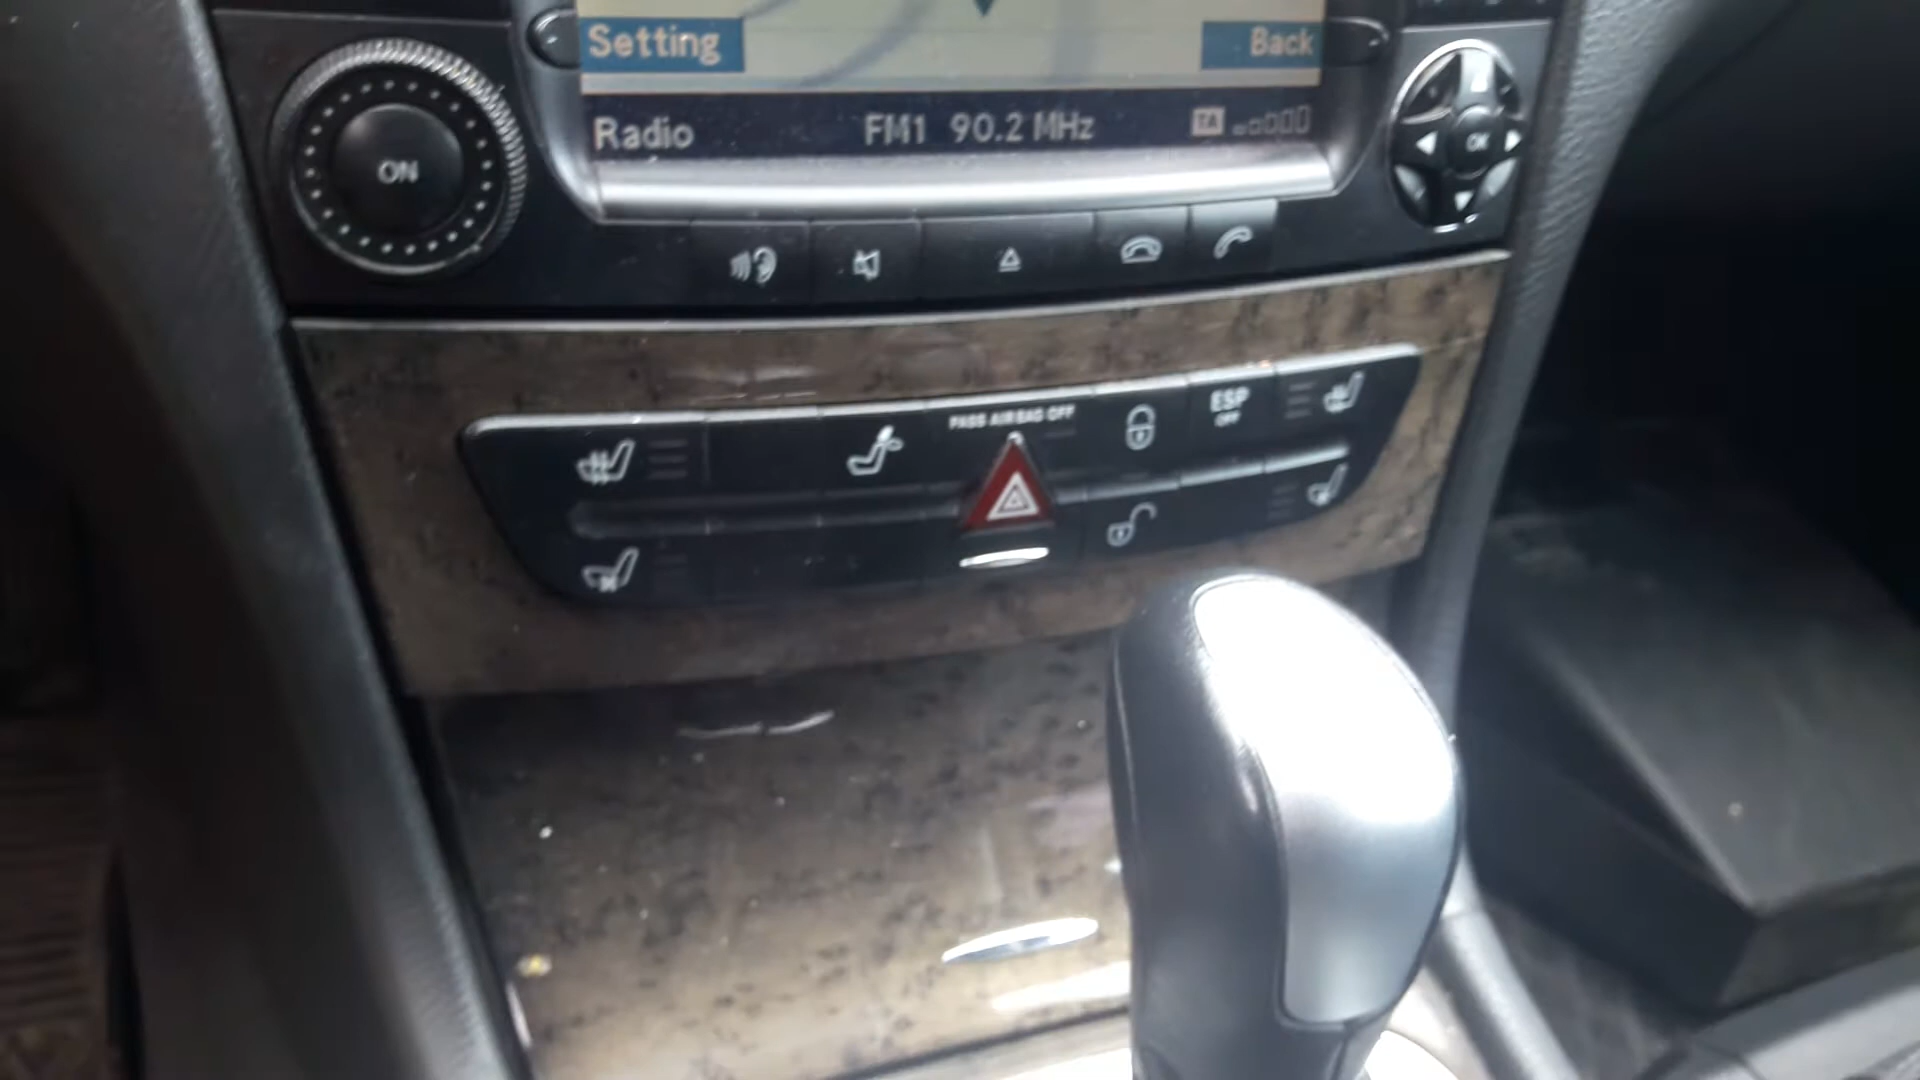 Setting Back
Radio FM1 90.2 MHz TA
ON
OK
PASS AIRBAG OFF
ESP
OFF